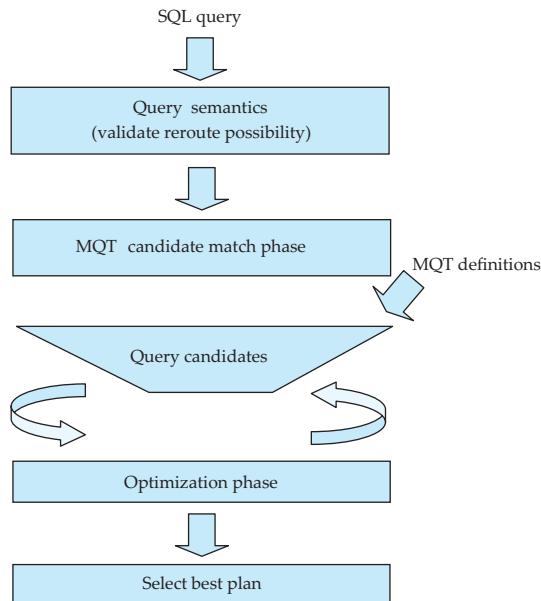 SQL query
Query semantics
(validate reroute possibility)
MQT candidate match phase
MQT definitions
Query candidates
Optimization phase
Select best plan